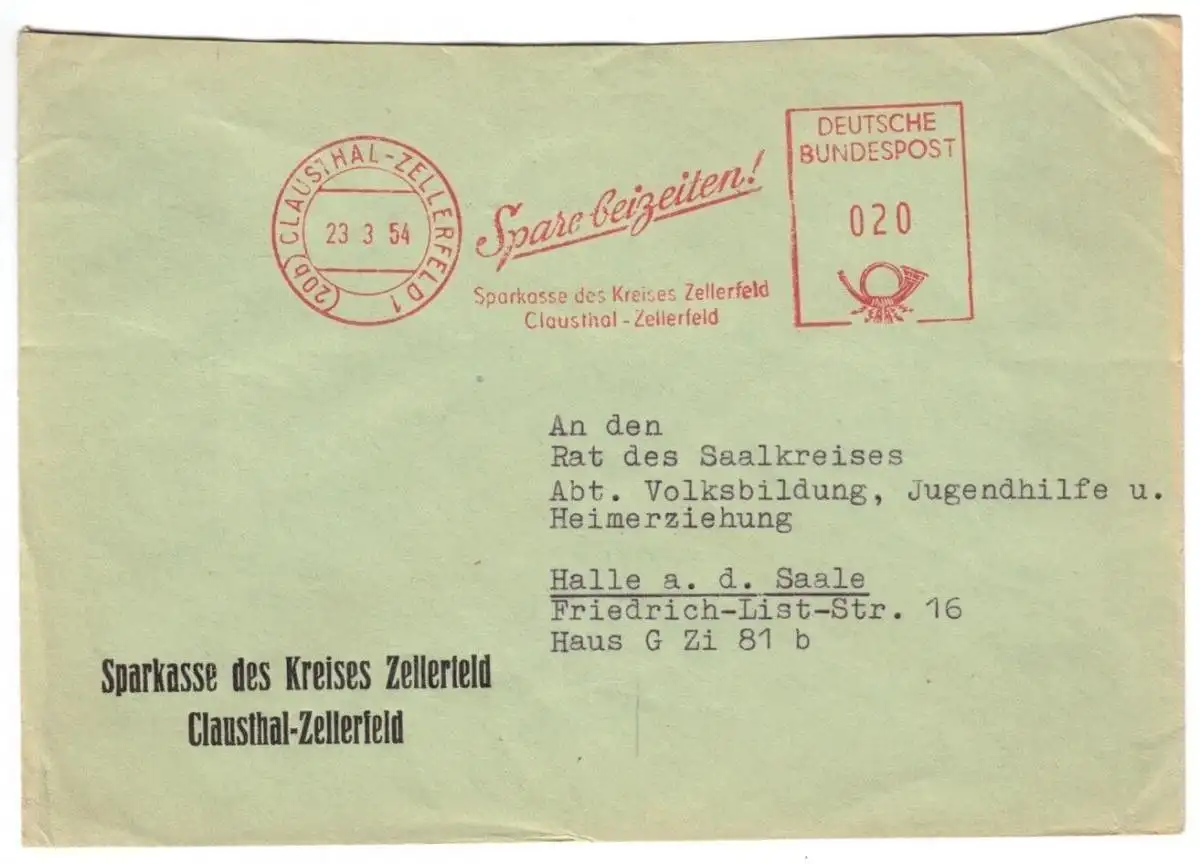 (20b) CLAUSTHAL-ZELLERFELD 1
23 3 54
Spare beizeiten!
Sparkasse des Kreises Zellerfeld
Clausthal-Zellerfeld
DEUTSCHE
BUNDESPOST
020
An den
Rat des Saalkreises
Abt. Volksbildung, Jugendhilfe u.
Heimerziehung
Halle a. d. Saale
Friedrich-List-Str. 16
Haus G Zi 81 b
Sparkasse des Kreises Zellerfeld
Clausthal-Zellerfeld